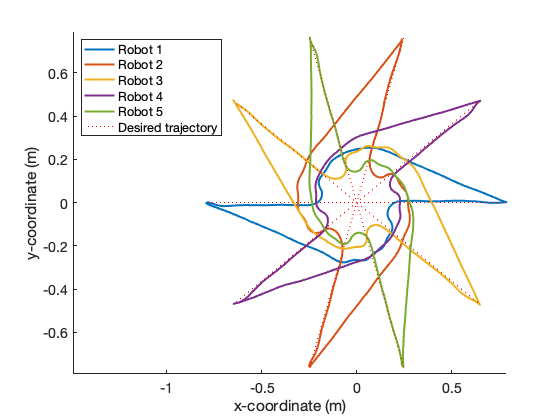 Robot 1
Robot 2
Robot 3
Robot 4
Robot 5
Desired trajectory
0.6
0.4
0.2
0
-0.2
-0.4
-0.6
y-coordinate (m)
-1
-0.5
0
0.5
x-coordinate (m)